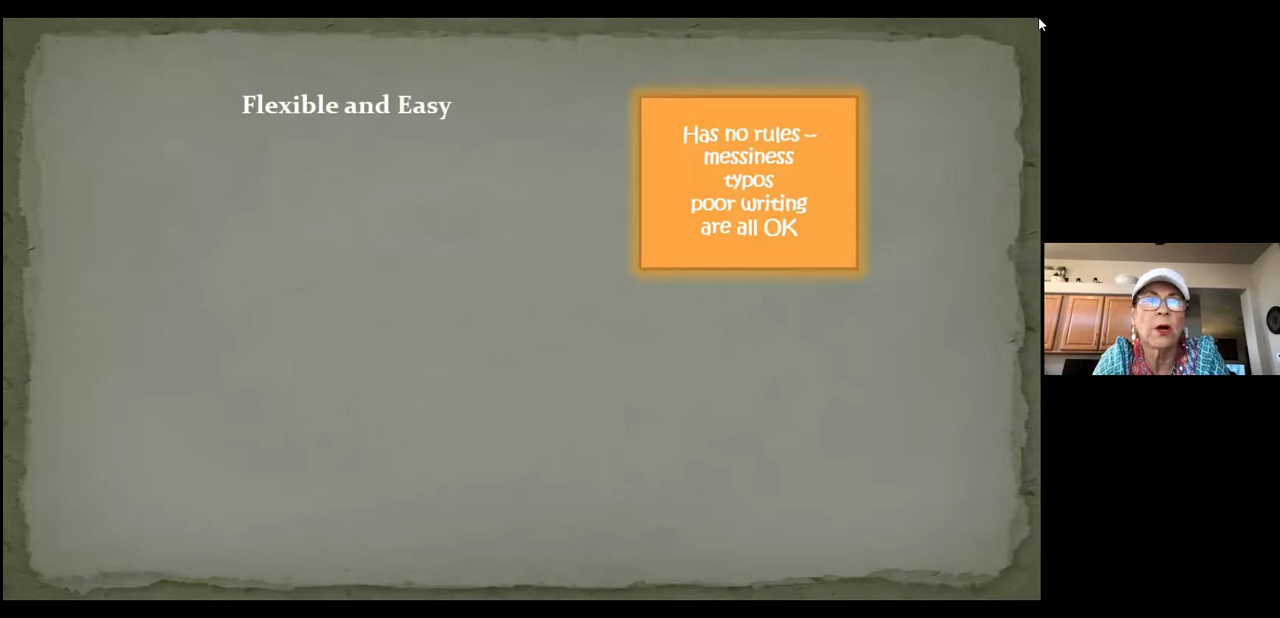 Flexible and Easy
Has no rules –
messiness
typos
poor writing
are all OK